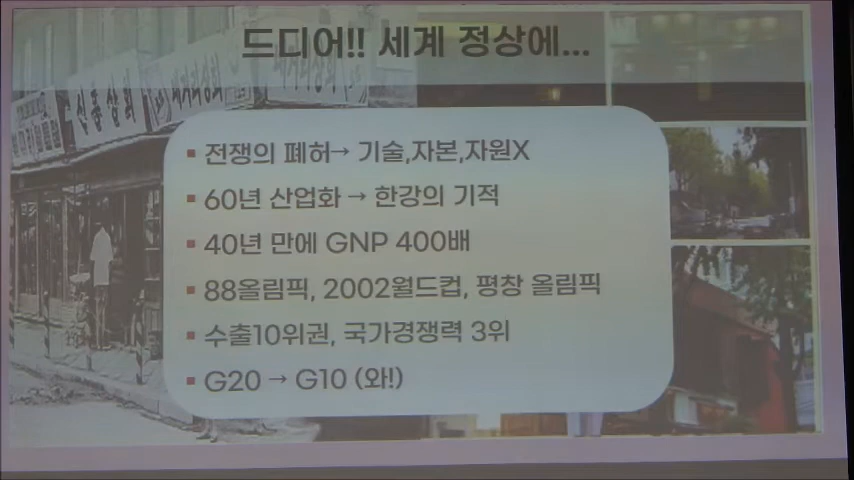 드디어!! 세계 정상에...
신흥상회
▪ 전쟁의 폐허→ 기술,자본,자원X
▪ 60년 산업화 → 한강의 기적
▪ 40년 만에 GNP 400배
▪ 88올림픽, 2002월드컵, 평창 올림픽
▪ 수출10위권, 국가경쟁력 3위
▪ G20 → G10 (와!)